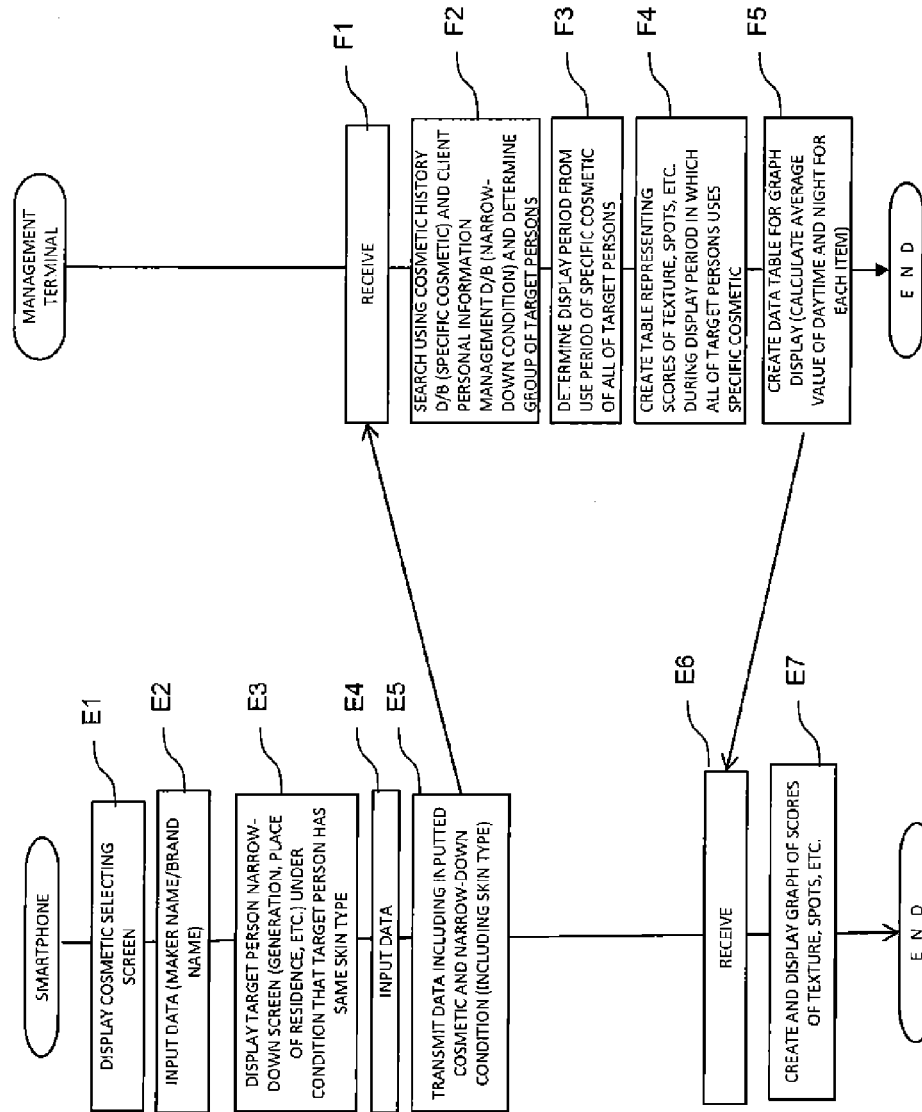 SMARTPHONE
DISPLAY COSMETIC SELECTING
SCREEN
E1
INPUT DATA (MAKER NAME/BRAND
NAME)
E2
DISPLAY TARGET PERSON NARROW-
DOWN SCREEN (GENERATION, PLACE
OF RESIDENCE, ETC.) UNDER
CONDITION THAT TARGET PERSON HAS
SAME SKIN TYPE
E3
INPUT DATA
E4
TRANSMIT DATA INCLUDING INPUTTED
COSMETIC AND NARROW-DOWN
CONDITION (INCLUDING SKIN TYPE)
E5
RECEIVE
E6
CREATE AND DISPLAY GRAPH OF SCORES
OF TEXTURE, SPOTS, ETC.
E7
E N D
MANAGEMENT
TERMINAL
RECEIVE
F1
SEARCH USING COSMETIC HISTORY
D/B (SPECIFIC COSMETIC) AND CLIENT
PERSONAL INFORMATION
MANAGEMENT D/B (NARROW-
DOWN CONDITION) AND DETERMINE
GROUP OF TARGET PERSONS
F2
DETERMINE DISPLAY PERIOD FROM
USE PERIOD OF SPECIFIC COSMETIC
OF ALL OF TARGET PERSONS
F3
CREATE TABLE REPRESENTING
SCORES OF TEXTURE, SPOTS, ETC.
DURING DISPLAY PERIOD IN WHICH
ALL OF TARGET PERSONS USES
SPECIFIC COSMETIC
F4
CREATE DATA TABLE FOR GRAPH
DISPLAY (CALCULATE AVERAGE
VALUE OF DAYTIME AND NIGHT FOR
EACH ITEM)
F5
E N D